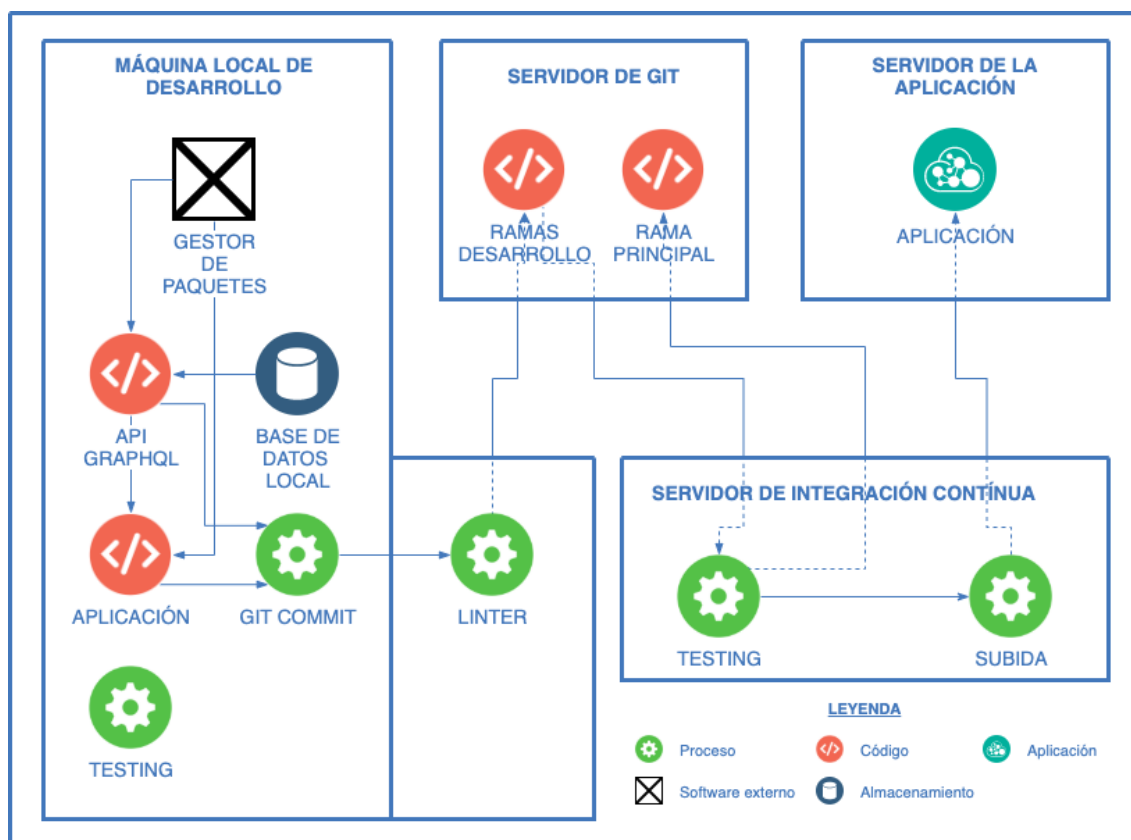 MÁQUINA LOCAL DE
DESARROLLO
GESTOR
DE
PAQUETES
API
GRAPHQL
BASE DE
DATOS
LOCAL
APLICACIÓN
GIT COMMIT
LINTER
TESTING
SERVIDOR DE GIT
RAMAS
DESARROLLO
RAMA
PRINCIPAL
SERVIDOR DE LA
APLICACIÓN
APLICACIÓN
SERVIDOR DE INTEGRACIÓN CONTÍNUA
TESTING
SUBIDA
LEYENDA
Proceso
Código
Aplicación
Software externo
Almacenamiento